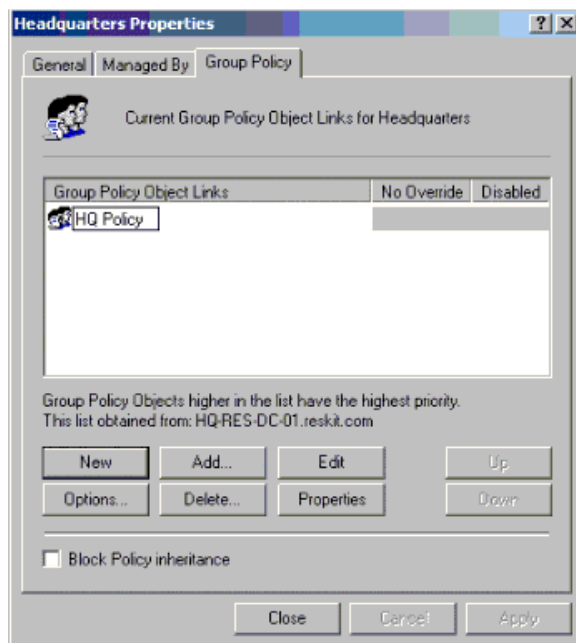 Headquarters Properties
General Managed By Group Policy
Current Group Policy Object Links for Headquarters
Group Policy Object Links No Override Disabled
HQ Policy
Group Policy Objects higher in the list have the highest priority.
This list obtained from: HQ-RES-DC-01.reskit.com
New Add... Edit Up
Options... Delete... Properties Down
Block Policy inheritance
Close Cancel Apply